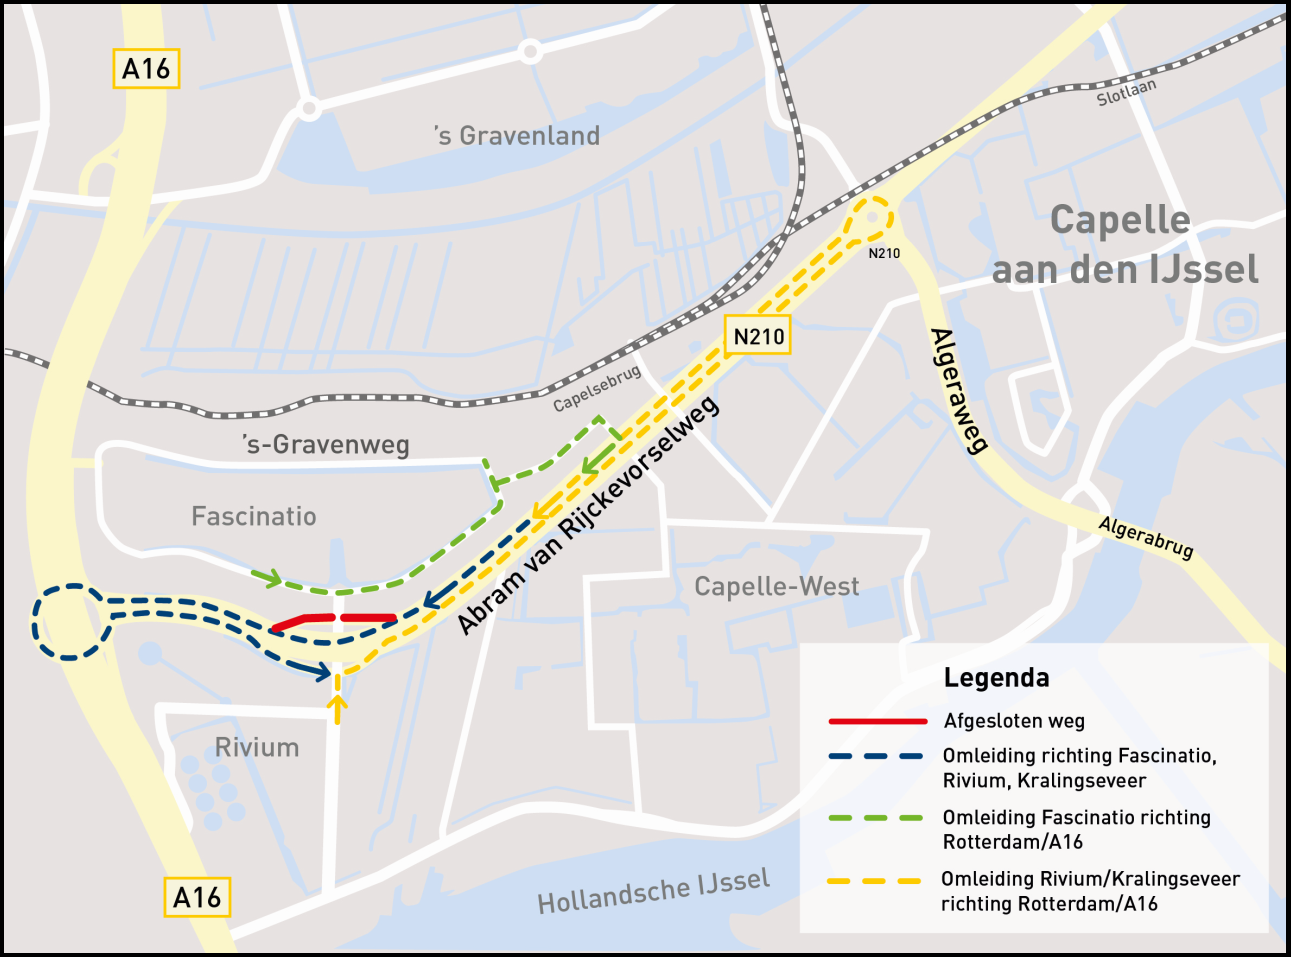 A16
's Gravenland
Slotlaan
Capelle
aan den IJssel
N210
N210
Algeraweg
Capelsebrug
's-Gravenweg
Abram van Rijckevorselweg
Fascinatio
Algerabrug
Capelle-West
Rivium
A16
Hollandsche IJssel
Legenda
Afgesloten weg
Omleiding richting Fascinatio,
Rivium, Kralingseveer
Omleiding Fascinatio richting
Rotterdam/A16
Omleiding Rivium/Kralingseveer
richting Rotterdam/A16